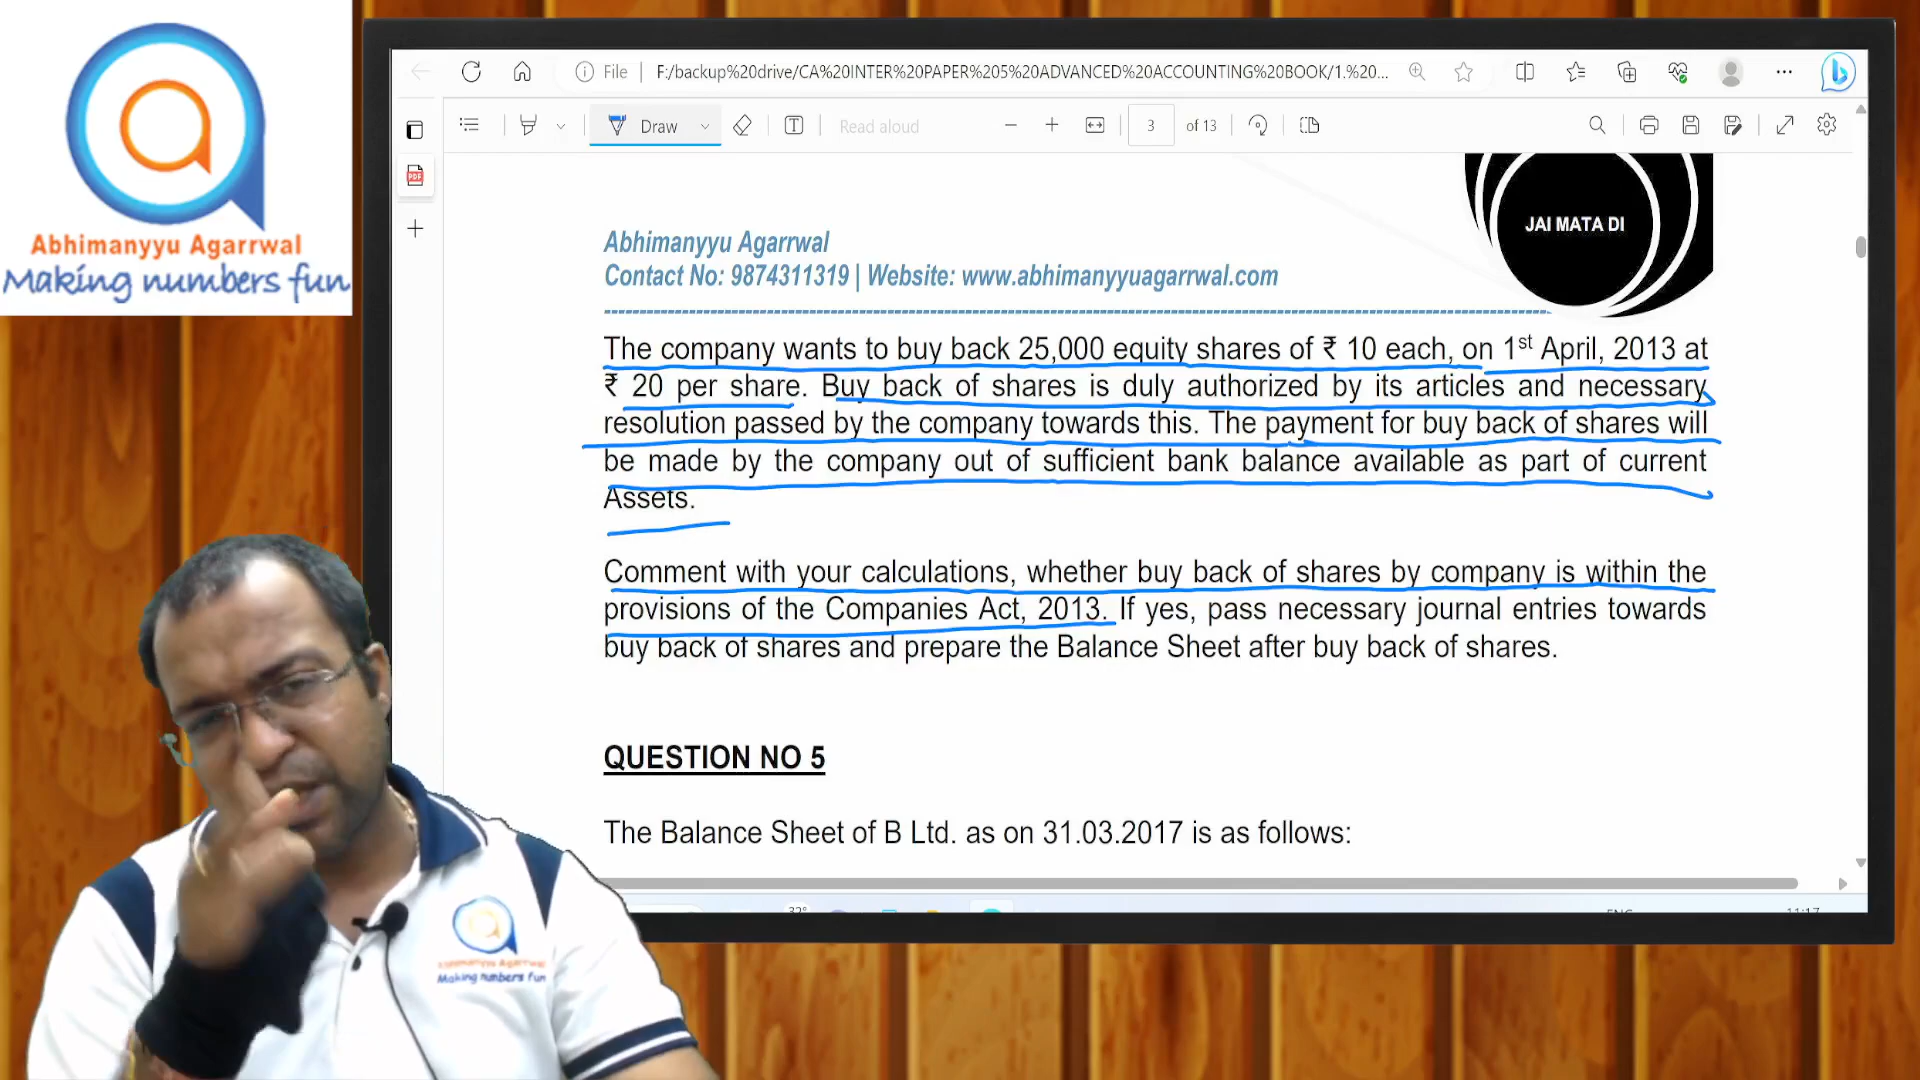 Abhimanyyu Agarrwal
Making numbers fun
File
F:/backup%20drive/CA%20INTER%20PAPER%205%20ADVANCED%20ACCOUNTING%20BOOK/1.%20...
Draw
Read aloud
3
of 13
JAI MATA DI
Abhimanyyu Agarrwal
Contact No: 9874311319 | Website: www.abhimanyyuagarrwal.com
The company wants to buy back 25,000 equity shares of ₹ 10 each, on 1st April, 2013 at
₹ 20 per share. Buy back of shares is duly authorized by its articles and necessary
resolution passed by the company towards this. The payment for buy back of shares will
be made by the company out of sufficient bank balance available as part of current
Assets.
Comment with your calculations, whether buy back of shares by company is within the
provisions of the Companies Act, 2013. If yes, pass necessary journal entries towards
buy back of shares and prepare the Balance Sheet after buy back of shares.
QUESTION NO 5
The Balance Sheet of B Ltd. as on 31.03.2017 is as follows:
Abhimanyyu Agarrwal
Making numbers fun